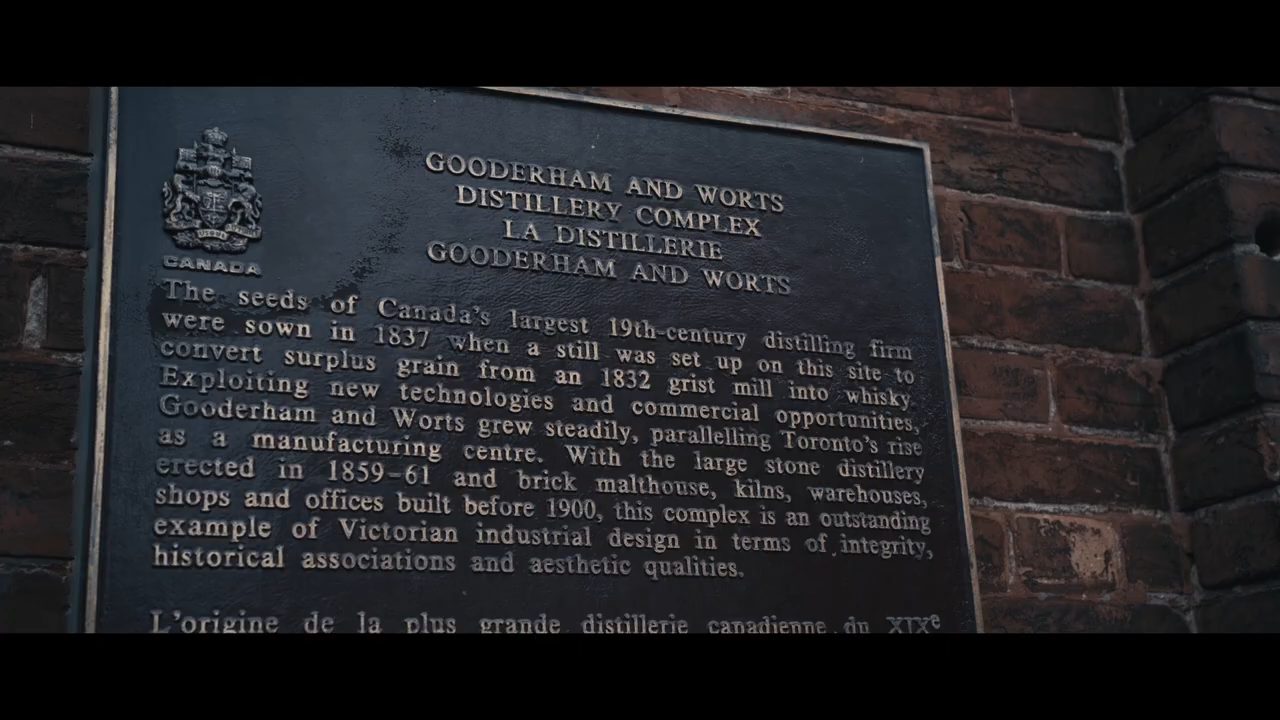 CANADA
GOODERHAM AND WORTS
DISTILLERY COMPLEX
LA DISTILLERIE
GOODERHAM AND WORTS
The seeds of Canada's largest 19th-century distilling firm
were sown in 1837 when a still was set up on this site to
convert surplus grain from an 1832 grist mill into whisky.
Exploiting new technologies and commercial opportunities,
Gooderham and Worts grew steadily, parallelling Toronto's rise
as a manufacturing centre. With the large stone distillery
erected in 1859-61 and brick malthouse, kilns, warehouses,
shops and offices built before 1900, this complex is an outstanding
example of Victorian industrial design in terms of integrity,
historical associations and aesthetic qualities.
L'origine de la plus grande distillerie canadienne du XIXe